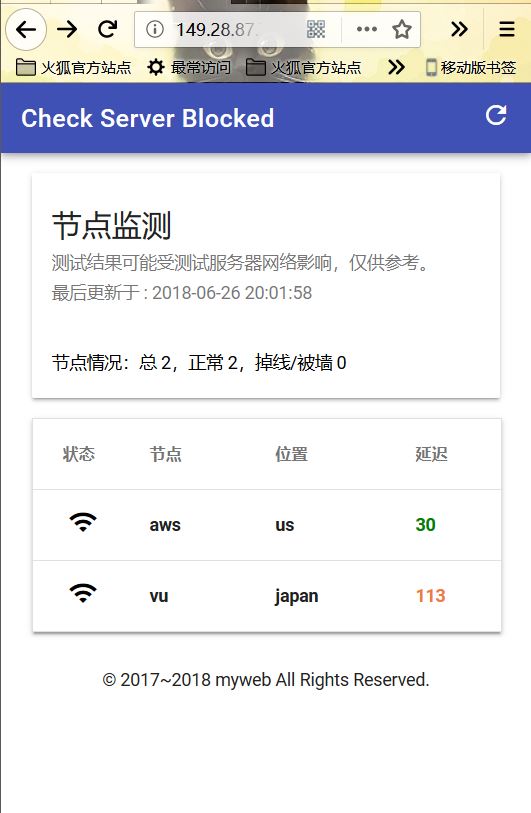 149.28.87.
火狐官方站点 最常访问 火狐官方站点 移动版书签
Check Server Blocked
节点监测
测试结果可能受测试服务器网络影响，仅供参考。
最后更新于 : 2018-06-26 20:01:58
节点情况：总 2，正常 2，掉线/被墙 0
状态 节点 位置 延迟
aws us 30
vu japan 113
© 2017~2018 myweb All Rights Reserved.